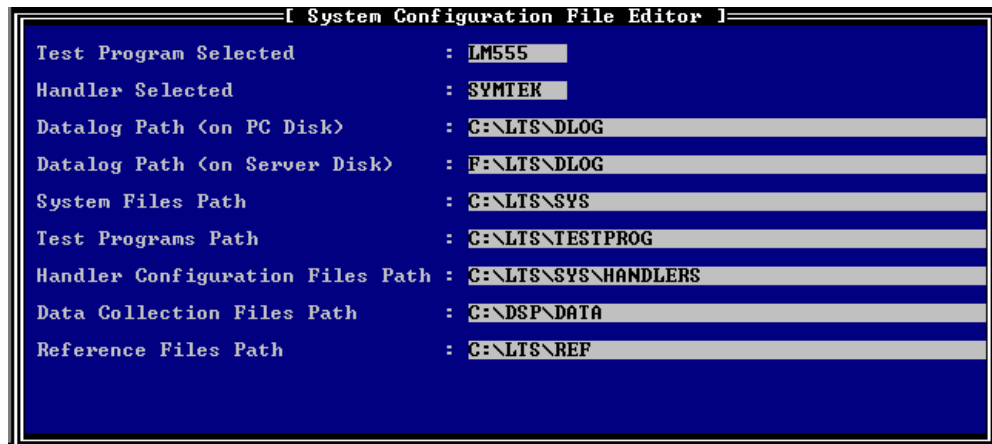 [ System Configuration File Editor ]
Test Program Selected : LM555
Handler Selected : SYMTEK
Datalog Path (on PC Disk) : C:\LTS\DLOG
Datalog Path (on Server Disk) : F:\LTS\DLOG
System Files Path : C:\LTS\SYS
Test Programs Path : C:\LTS\TESTPROG
Handler Configuration Files Path : C:\LTS\SYS\HANDLERS
Data Collection Files Path : C:\DSP\DATA
Reference Files Path : C:\LTS\REF